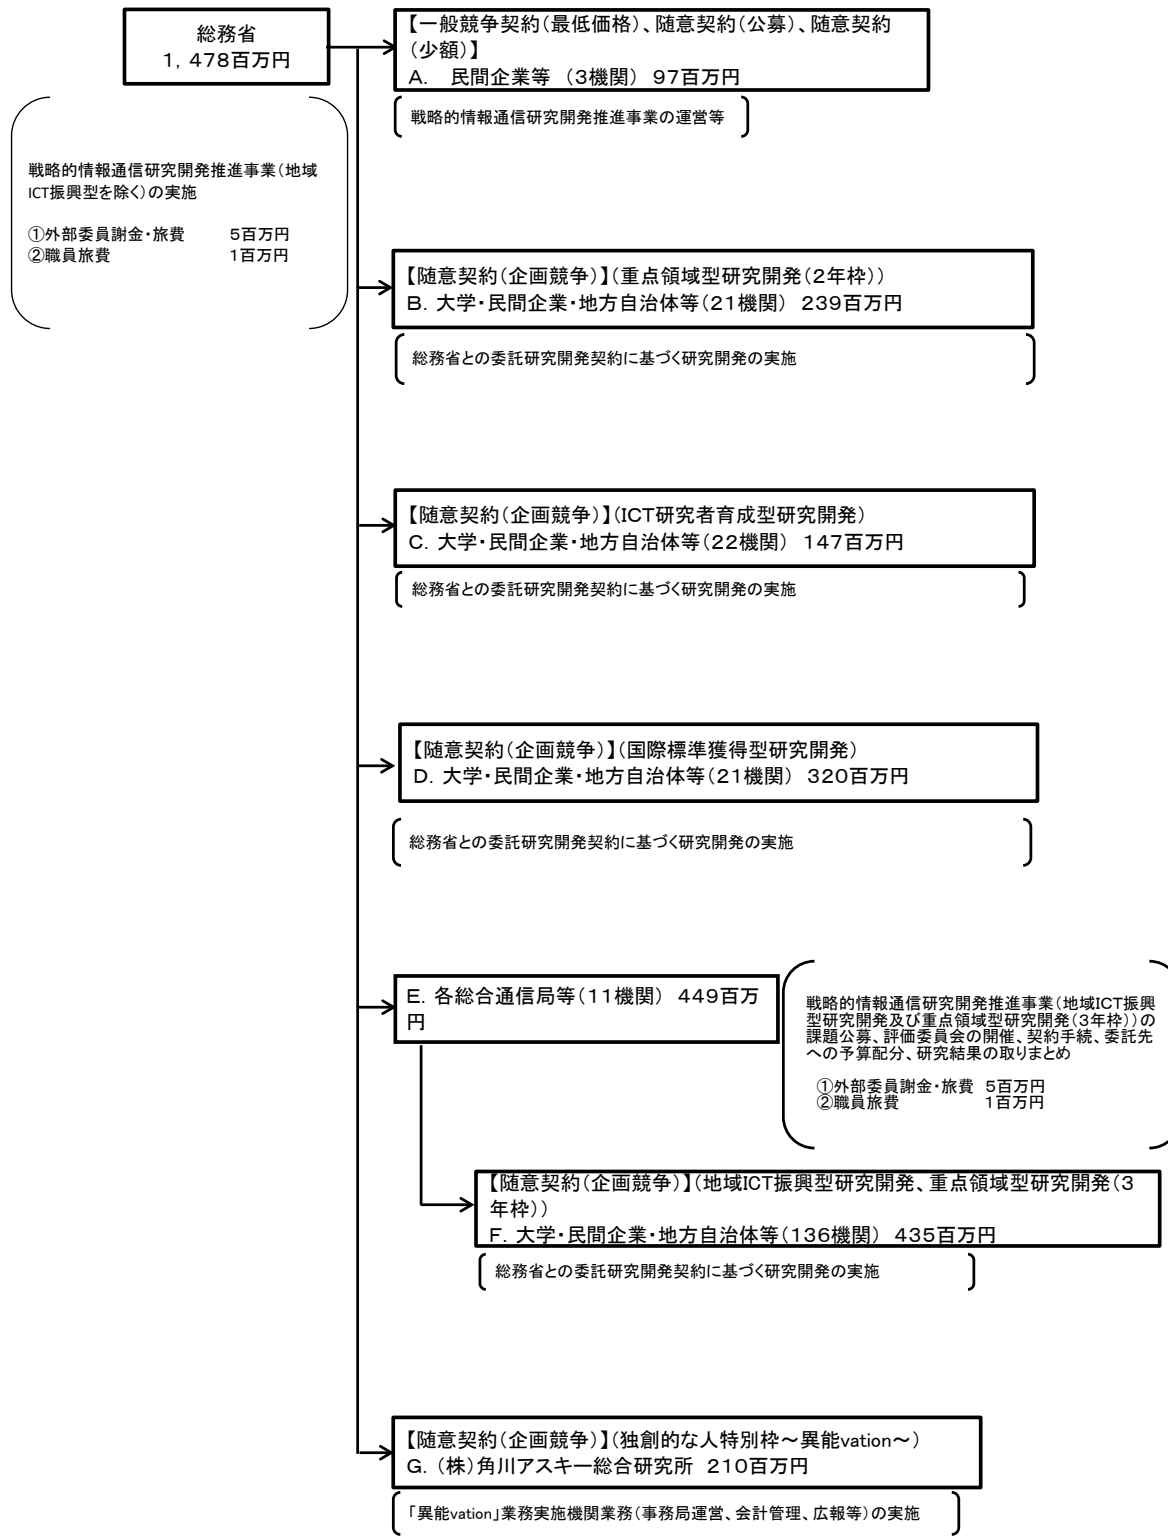 総務省
1，478百万円
【一般競争契約（最低価格）、随意契約（公募）、随意契約
（少額）】
A.　民間企業等　（3機関）　97百万円
戦略的情報通信研究開発推進事業の運営等
戦略的情報通信研究開発推進事業（地域
ICT振興型を除く）の実施
①外部委員謝金・旅費　　　5百万円
②職員旅費　　　　　　　　1百万円
【随意契約（企画競争）】（重点領域型研究開発（2年枠））
B．大学・民間企業・地方自治体等（21機関）　239百万円
総務省との委託研究開発契約に基づく研究開発の実施
【随意契約（企画競争）】（ICT研究者育成型研究開発）
C．大学・民間企業・地方自治体等（22機関）　147百万円
総務省との委託研究開発契約に基づく研究開発の実施
【随意契約（企画競争）】（国際標準獲得型研究開発）
D．大学・民間企業・地方自治体等（21機関）　320百万円
総務省との委託研究開発契約に基づく研究開発の実施
E．各総合通信局等（11機関）　449百万
円
戦略的情報通信研究開発推進事業（地域ICT振興
型研究開発及び重点領域型研究開発（3年枠））の
課題公募、評価委員会の開催、契約手続、委託先
への予算配分、研究結果の取りまとめ
①外部委員謝金・旅費　5百万円
②職員旅費　　　　　　1百万円
【随意契約（企画競争）】（地域ICT振興型研究開発、重点領域型研究開発（3
年枠））
F．大学・民間企業・地方自治体等（136機関）　435百万円
総務省との委託研究開発契約に基づく研究開発の実施
【随意契約（企画競争）】（独創的な人特別枠～異能vation～）
G．（株）角川アスキー総合研究所　210百万円
「異能vation」業務実施機関業務（事務局運営、会計管理、広報等）の実施